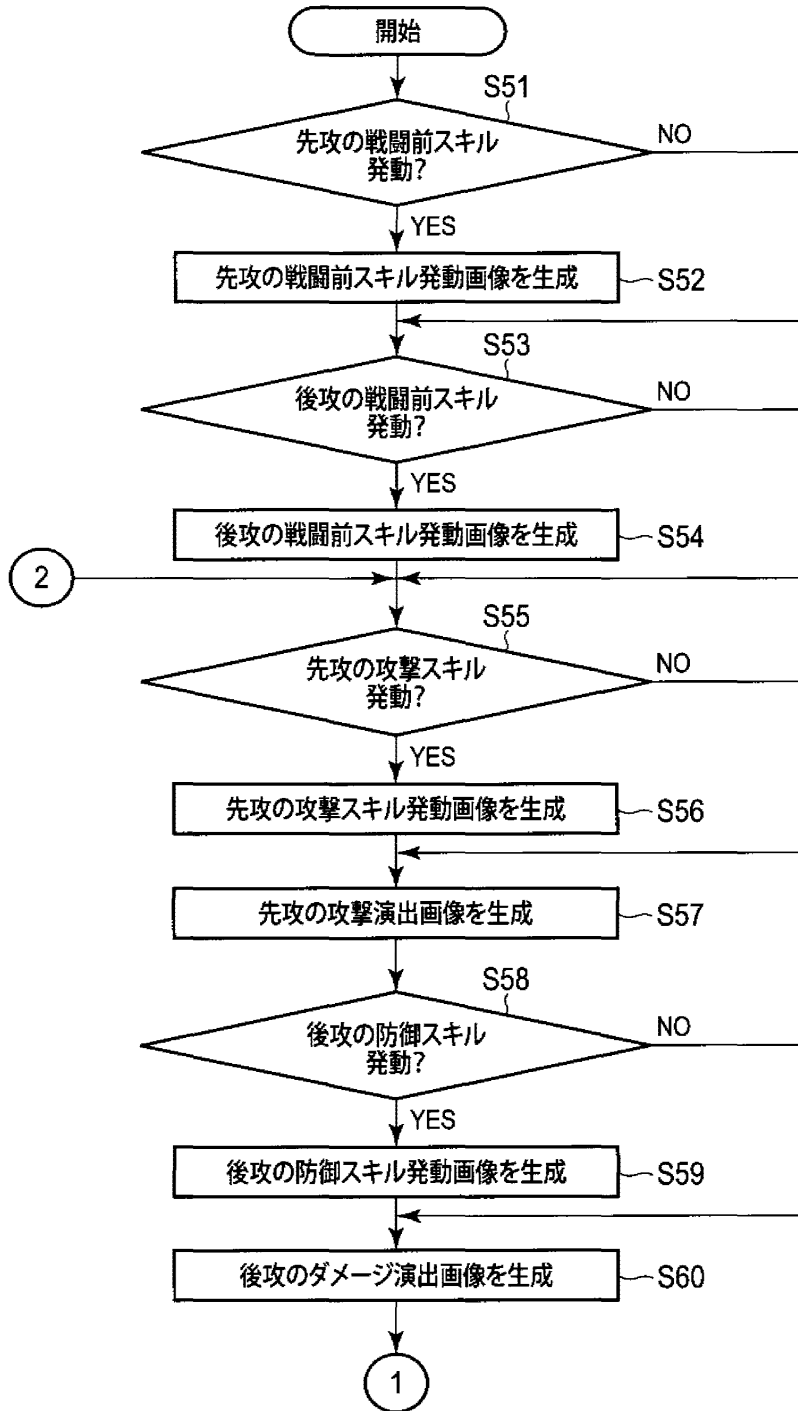 開始
S51
先攻の戦闘前スキル
発動?
NO
YES
先攻の戦闘前スキル発動画像を生成
S52
S53
後攻の戦闘前スキル
発動?
NO
YES
後攻の戦闘前スキル発動画像を生成
S54
2
S55
先攻の攻撃スキル
発動?
NO
YES
先攻の攻撃スキル発動画像を生成
S56
先攻の攻撃演出画像を生成
S57
S58
後攻の防御スキル
発動?
NO
YES
後攻の防御スキル発動画像を生成
S59
後攻のダメージ演出画像を生成
S60
1